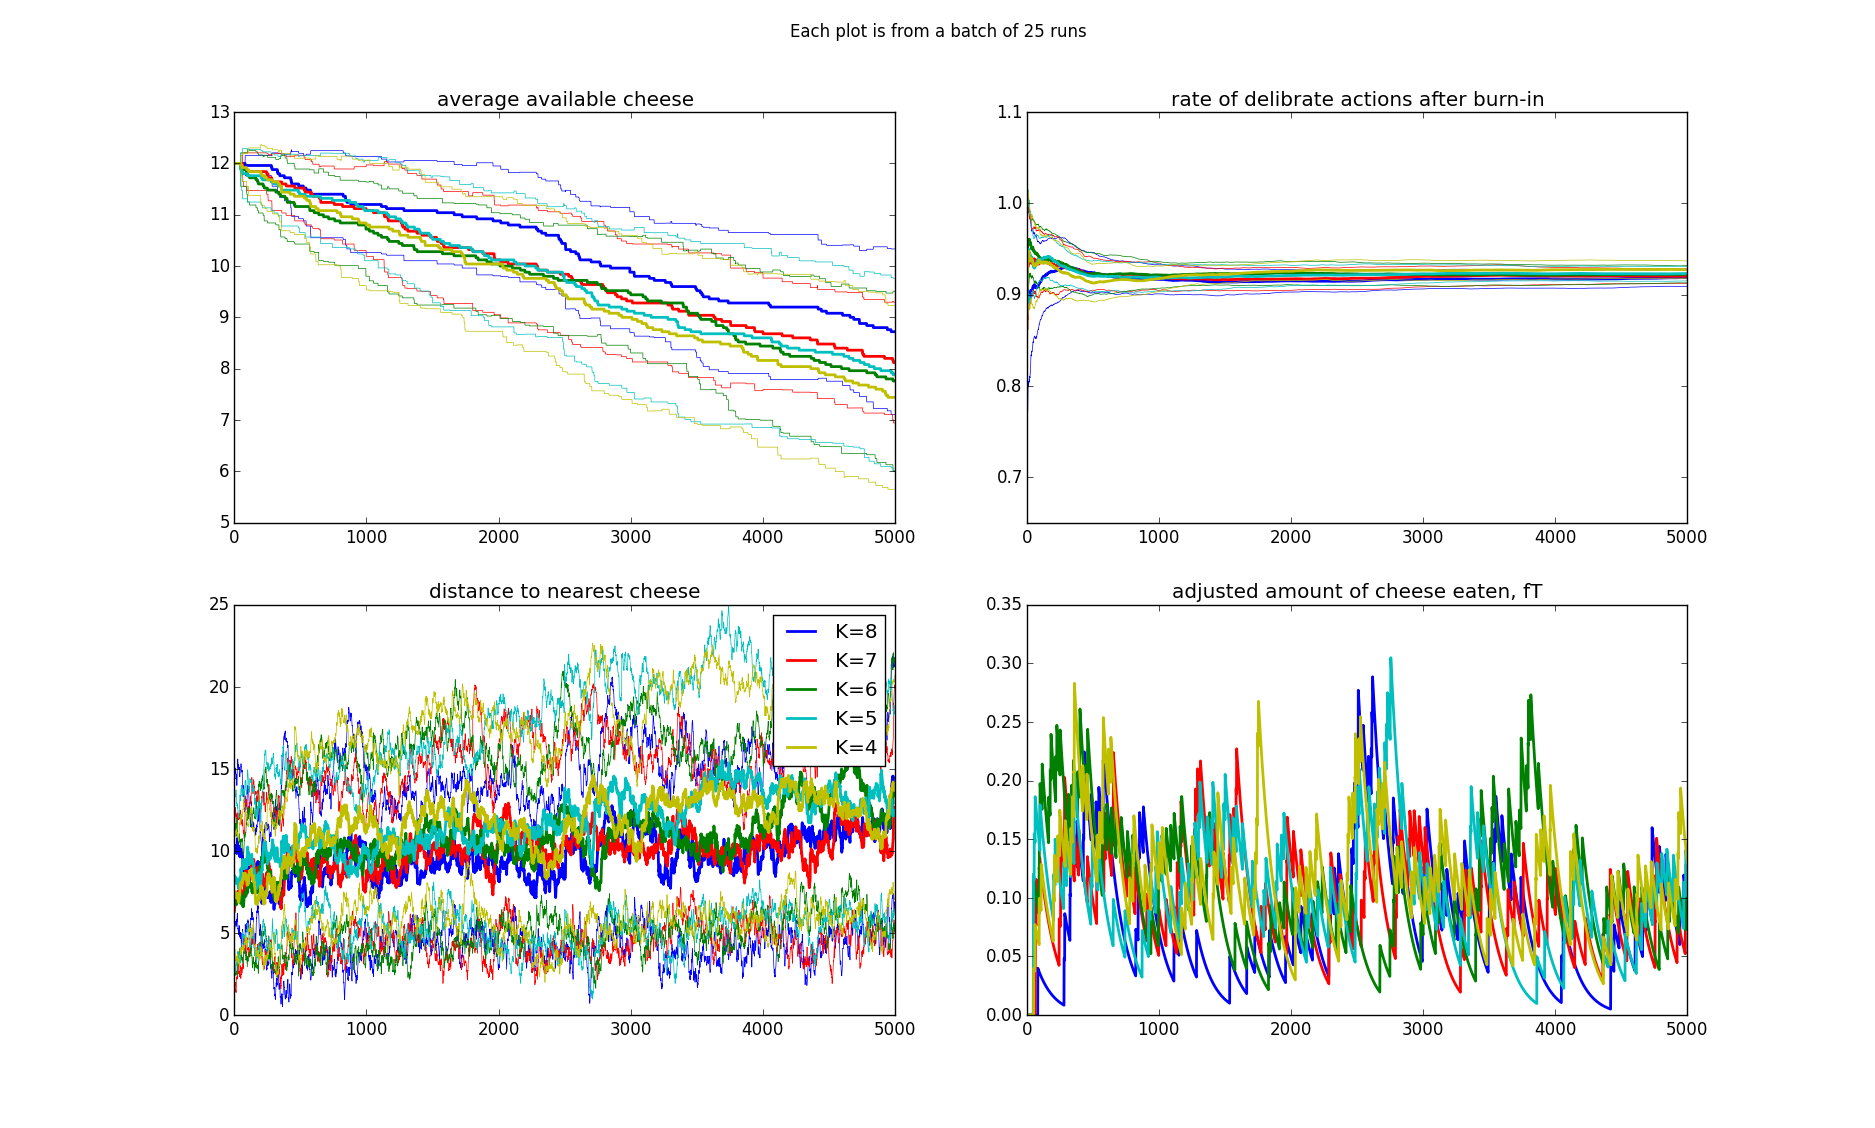 Each plot is from a batch of 25 runs
average available cheese
13
12
11
10
9
8
7
6
5
0 1000 2000 3000 4000 5000
rate of delibrate actions after burn-in
1.1
1.0
0.9
0.8
0.7
0 1000 2000 3000 4000 5000
distance to nearest cheese
25
20
15
10
5
0
0 1000 2000 3000 4000 5000
K=8
K=7
K=6
K=5
K=4
adjusted amount of cheese eaten, fT
0.35
0.30
0.25
0.20
0.15
0.10
0.05
0.00
0 1000 2000 3000 4000 5000